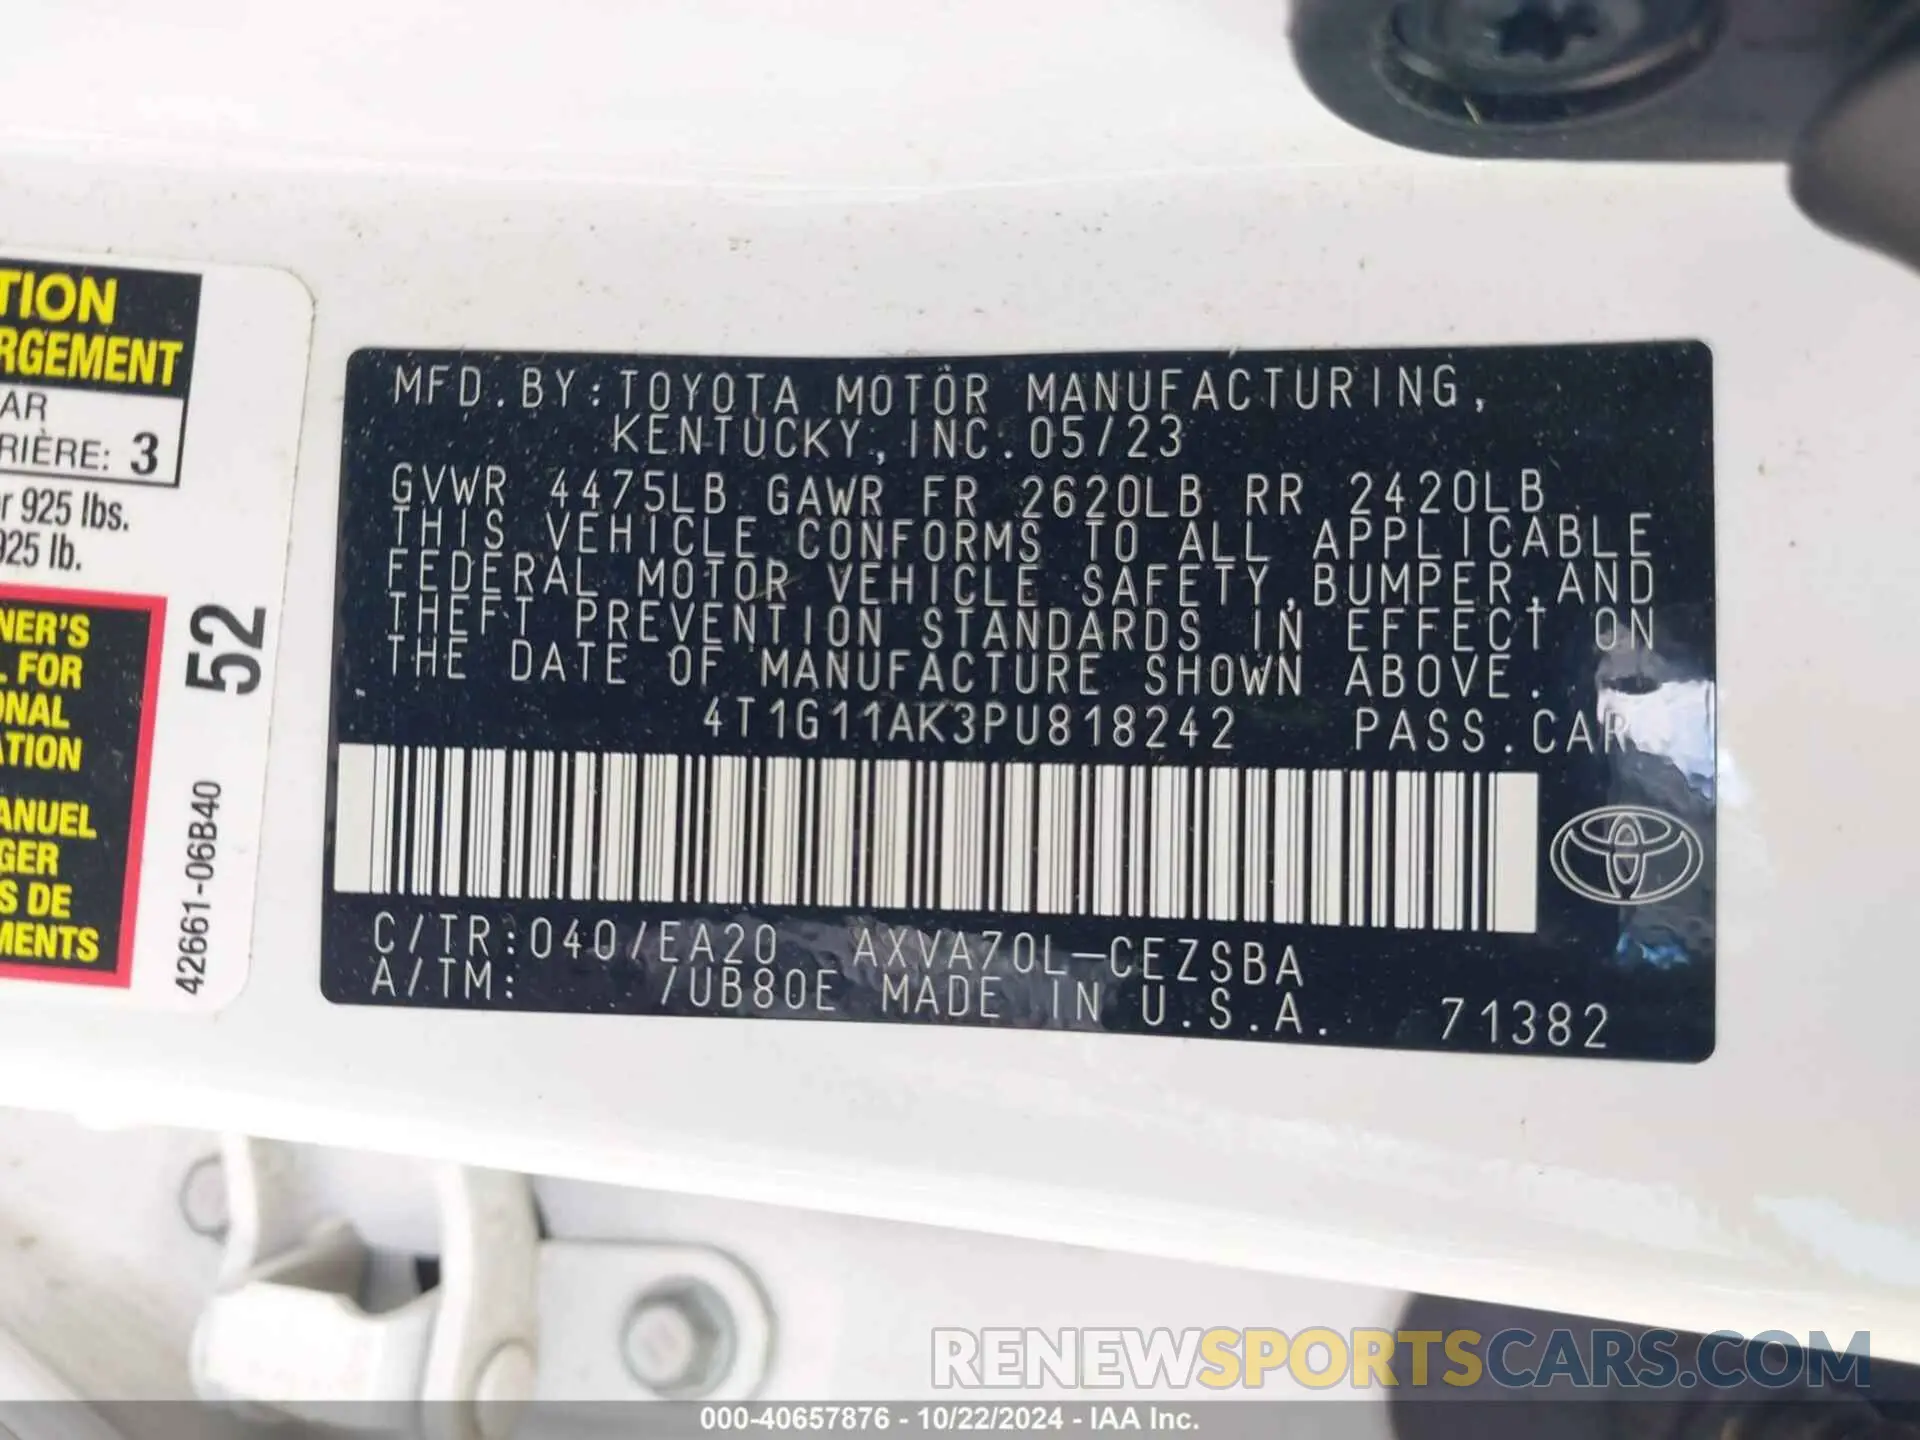 TION
RGEMENT
AR
RIÈRE: 3
r 925 lbs.
925 lb.
NER'S
L FOR
ONAL
ATION
ANUEL
GER
S DE
MENTS
52
42661-06B40
MFD. BY: TOYOTA MOTOR MANUFACTURING,
KENTUCKY, INC. 05/23
GVWR 4475LB GAWR FR 2620LB RR 2420LB
THIS VEHICLE CONFORMS TO ALL APPLICABLE
FEDERAL MOTOR VEHICLE SAFETY, BUMPER, AND
THEFT PREVENTION STANDARDS IN EFFECT ON
THE DATE OF MANUFACTURE SHOWN ABOVE.
4T1G11AK3PU818242 PASS. CAR
C/TR: 040/EA20 AXVA70L-CEZSBA
A/TM: /UB80E MADE IN U.S.A. 71382
RENEWSPORTSCARS.COM
000-40657876 - 10/22/2024 - IAA Inc.